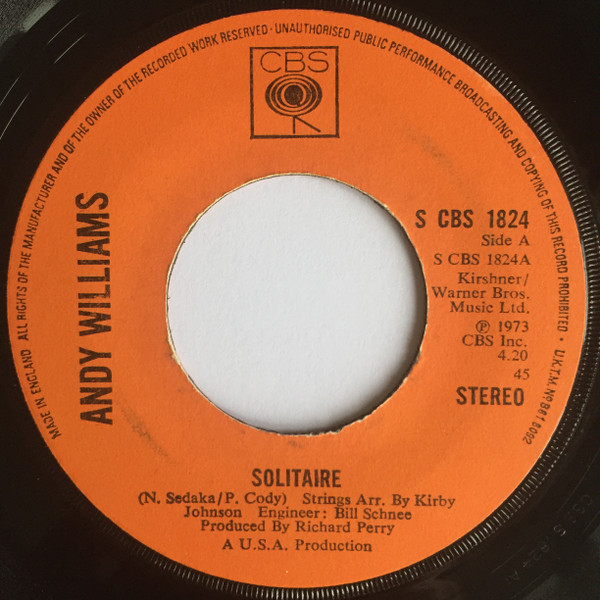 MADE IN ENGLAND ALL RIGHTS OF THE MANUFACTURER AND OF THE OWNER OF THE RECORDED WORK RESERVED · UNAUTHORISED PUBLIC PERFORMANCE BROADCASTING AND COPYING OF THIS RECORD PROHIBITED · U.K.T.M. Nº 861 8092
CBS
ANDY WILLIAMS
S CBS 1824
Side A
S CBS 1824A
Kirshner/
Warner Bros.
Music Ltd.
℗ 1973
CBS Inc.
4.20
45
STEREO
SOLITAIRE
(N. Sedaka/P. Cody) Strings Arr. By Kirby
Johnson Engineer: Bill Schnee
Produced By Richard Perry
A U.S.A. Production